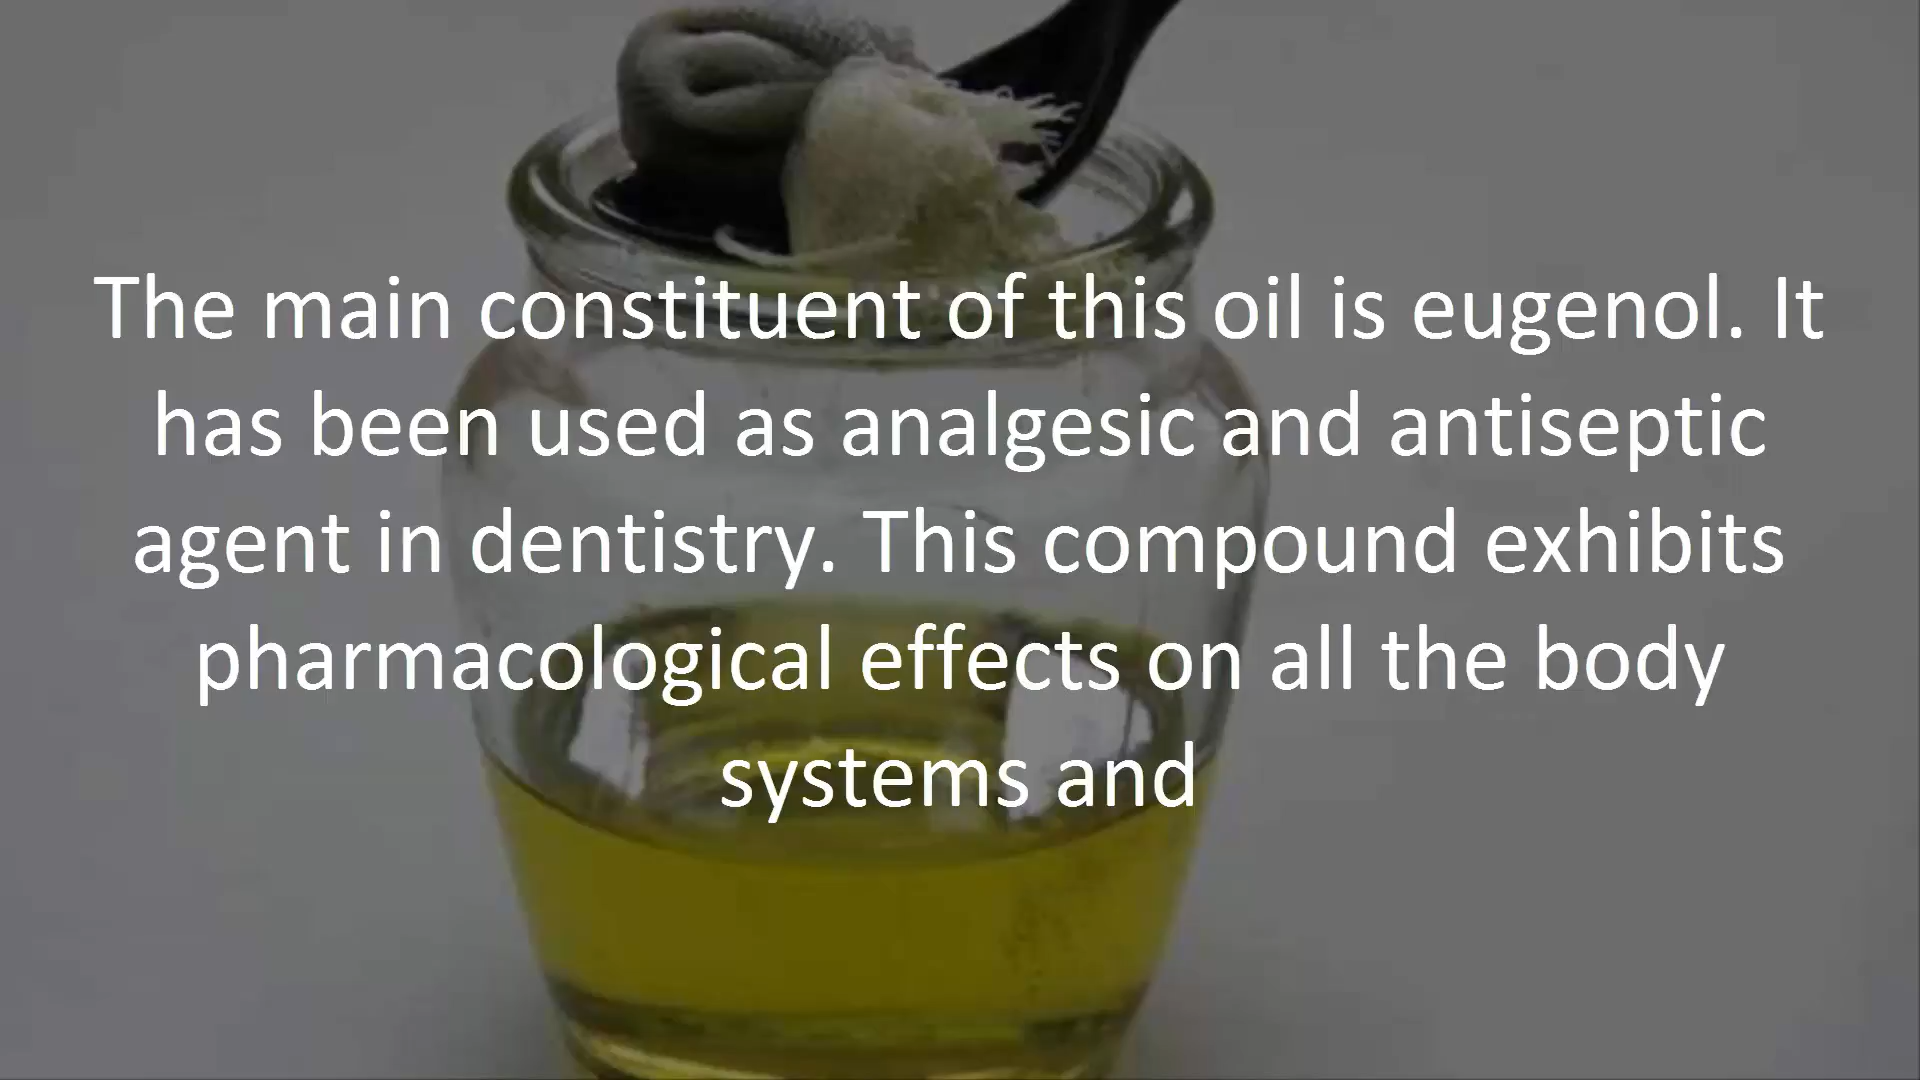 The main constituent of this oil is eugenol. It
has been used as analgesic and antiseptic
agent in dentistry. This compound exhibits
pharmacological effects on all the body
systems and